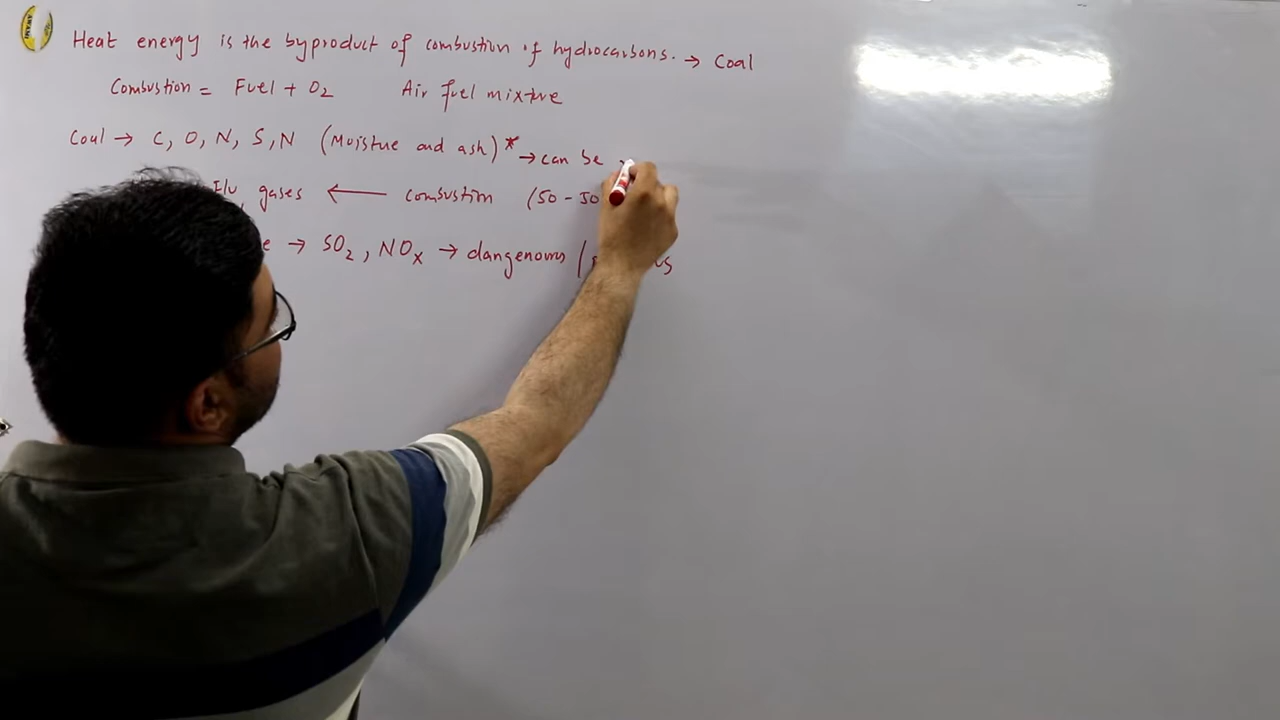 Heat energy is the byproduct of combustion of hydrocarbons. → Coal
Combustion = Fuel + O2 Air fuel mixture
Coal → C, O, N, S, N (Moisture and ash)* → can be
gases ← combustion (50 - 50
→ SO2, NOx → dangerous /